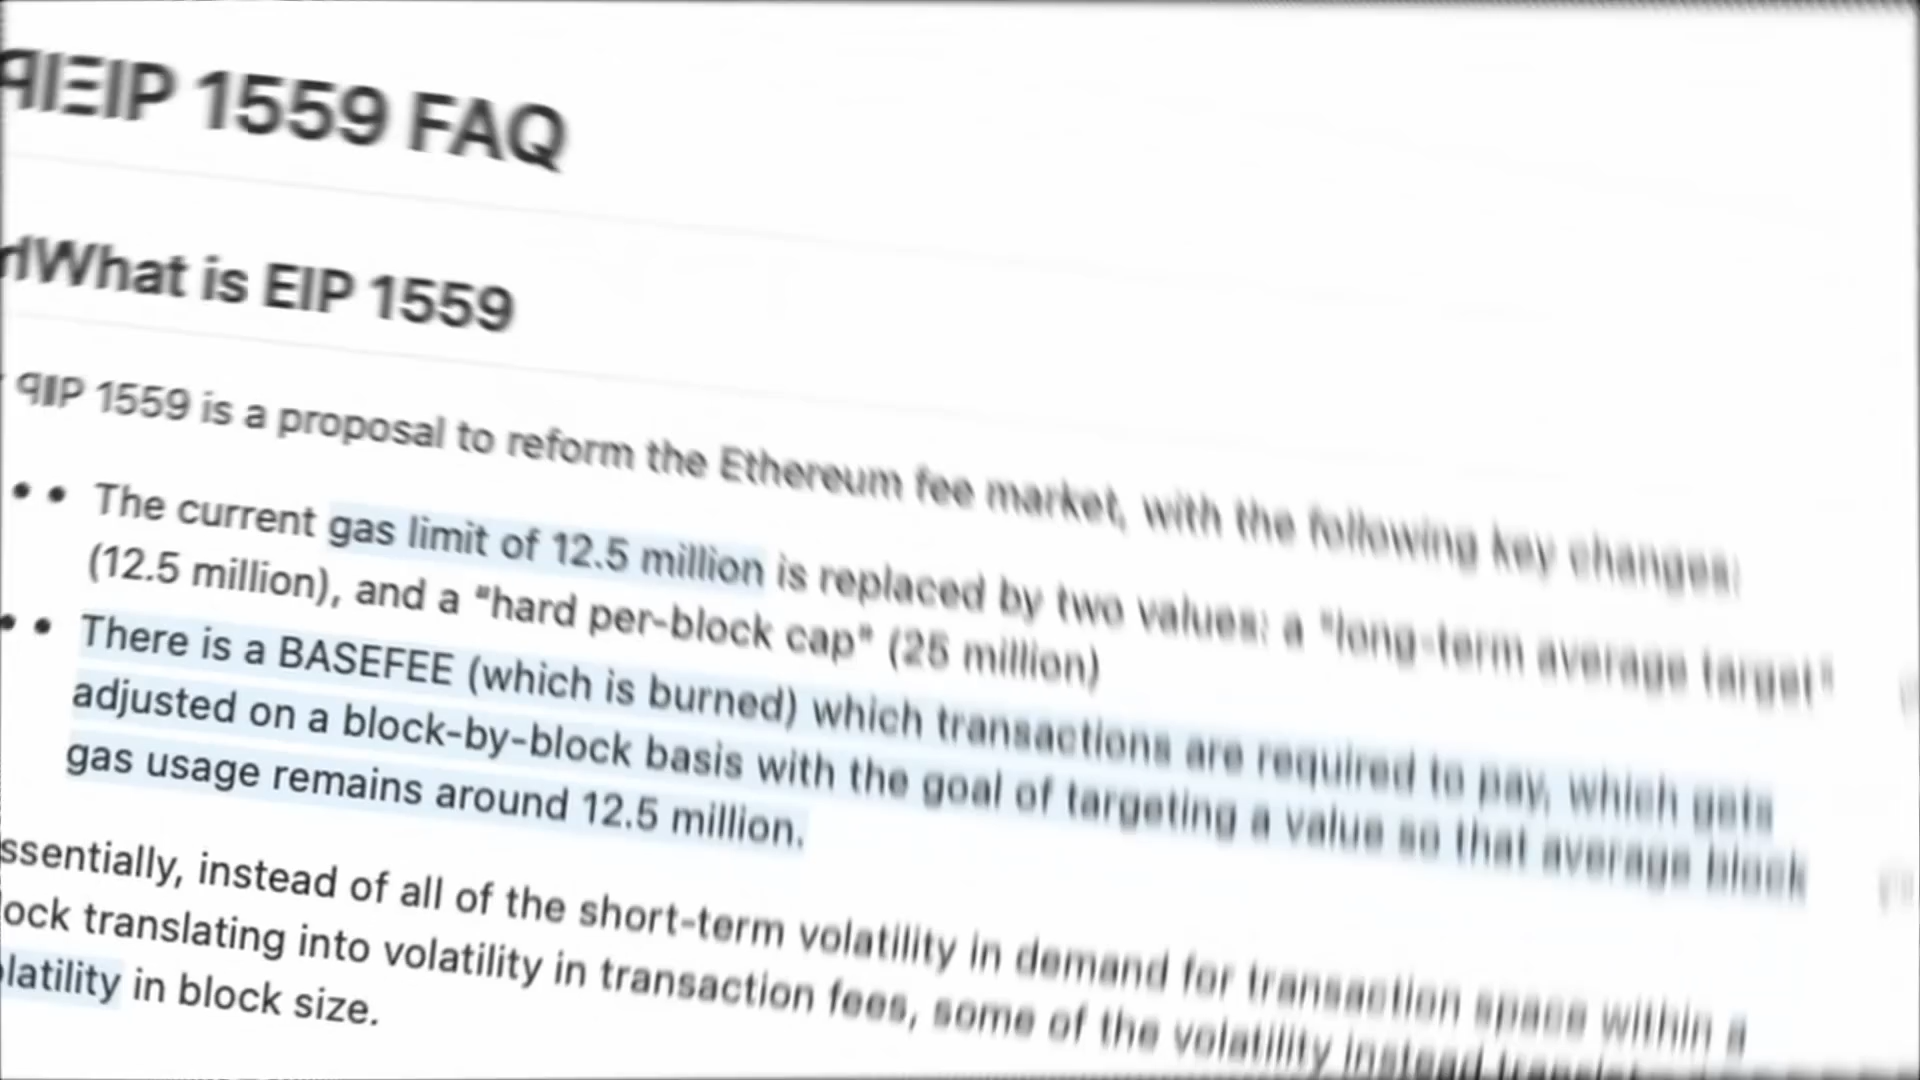 EIP 1559 FAQ
What is EIP 1559
EIP 1559 is a proposal to reform the Ethereum fee market, with the following key changes:
• The current gas limit of 12.5 million is replaced by two values: a "long-term average target"
(12.5 million), and a "hard per-block cap" (25 million)
• There is a BASEFEE (which is burned) which transactions are required to pay, which gets
adjusted on a block-by-block basis with the goal of targeting a value so that average block
gas usage remains around 12.5 million.
ssentially, instead of all of the short-term volatility in demand for transaction space within a
lock translating into volatility in transaction fees, some of the volatility instead
latility in block size.